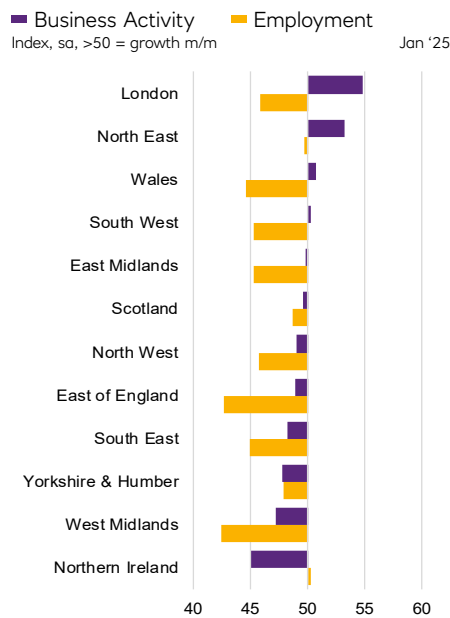 Business Activity Employment
Index, sa, >50 = growth m/m Jan ‘25
London
North East
Wales
South West
East Midlands
Scotland
North West
East of England
South East
Yorkshire & Humber
West Midlands
Northern Ireland
40 45 50 55 60